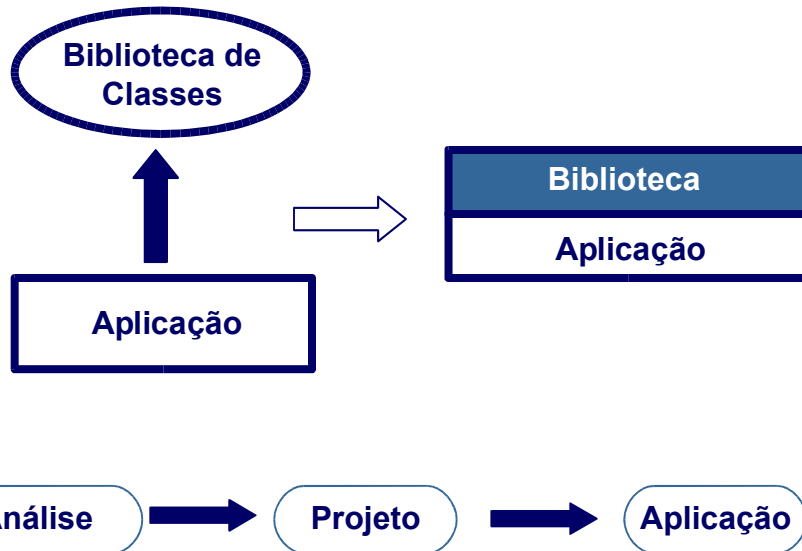 Biblioteca de
Classes
Biblioteca
Aplicação
Aplicação
nálise
Projeto
Aplicação